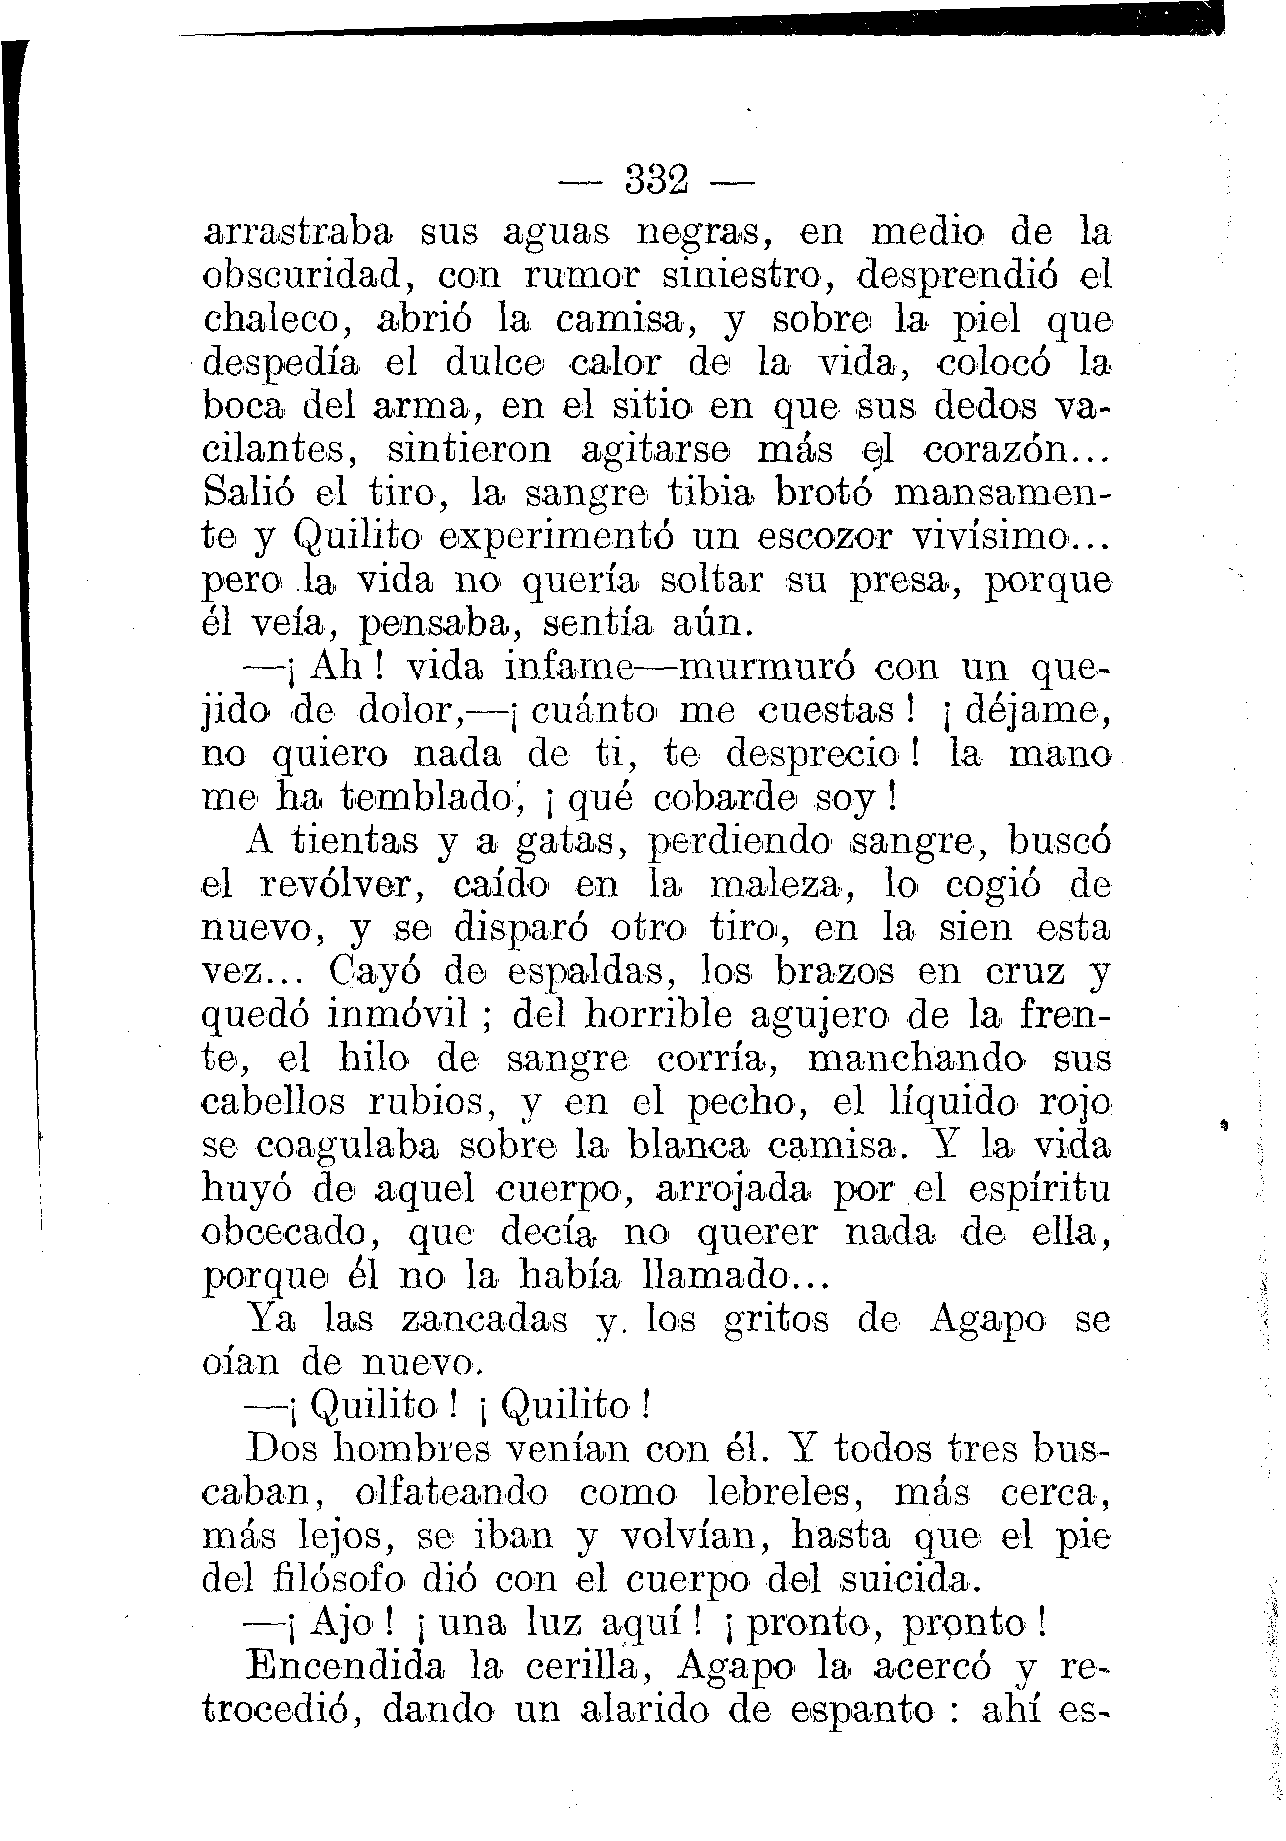 — 332 —
arrastraba sus aguas negras, en medio de la
obscuridad, con rumor siniestro, desprendió el
chaleco, abrió la camisa, y sobre la piel que
despedía el dulce calor de la vida, colocó la
boca del arma, en el sitio en que sus dedos va-
cilantes, sintieron agitarse más el corazón...
Salió el tiro, la sangre tibia brotó mansamen-
te y Quilito experimentó un escozor vivísimo...
pero la vida no quería soltar su presa, porque
él veía, pensaba, sentía aún.
—¡ Ah ! vida infame—murmuró con un que-
jido de dolor,—¡ cuánto me cuestas ! ¡ déjame,
no quiero nada de ti, te desprecio ! la mano
me ha temblado, ¡ qué cobarde soy !
A tientas y a gatas, perdiendo sangre, buscó
el revólver, caído en la maleza, lo cogió de
nuevo, y se disparó otro tiro, en la sien esta
vez... Cayó de espaldas, los brazos en cruz y
quedó inmóvil ; del horrible agujero de la fren-
te, el hilo de sangre corría, manchando sus
cabellos rubios, y en el pecho, el líquido rojo
se coagulaba sobre la blanca camisa. Y la vida
huyó de aquel cuerpo, arrojada por el espíritu
obcecado, que decía no querer nada de ella,
porque él no la había llamado...
Ya las zancadas y los gritos de Agapo se
oían de nuevo.
—¡ Quilito ! ¡ Quilito !
Dos hombres venían con él. Y todos tres bus-
caban, olfateando como lebreles, más cerca,
más lejos, se iban y volvían, hasta que el pie
del filósofo dió con el cuerpo del suicida.
—¡ Ajo ! ¡ una luz aquí ! ¡ pronto, pronto !
Encendida la cerilla, Agapo la acercó y re-
trocedió, dando un alarido de espanto : ahí es-